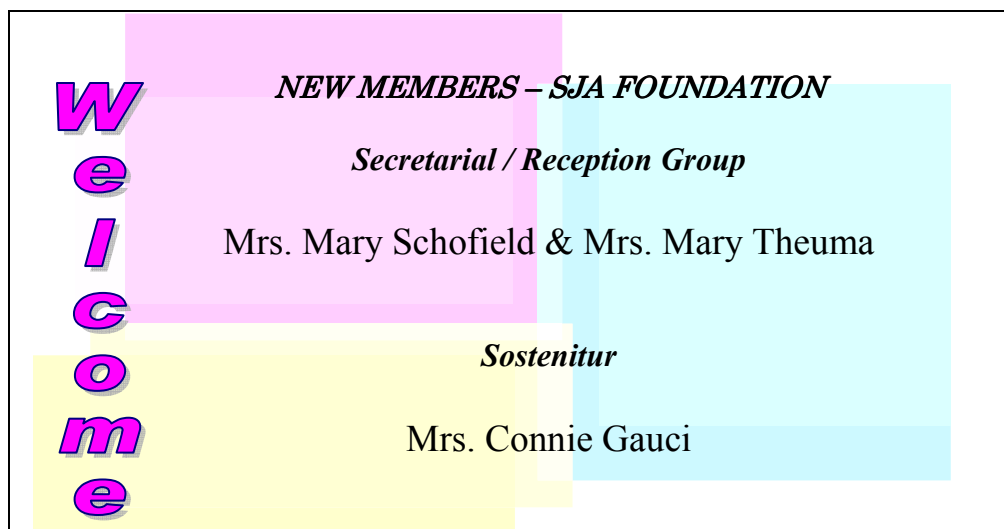 Welcome
NEW MEMBERS – SJA FOUNDATION
Secretarial / Reception Group
Mrs. Mary Schofield & Mrs. Mary Theuma
Sostenitur
Mrs. Connie Gauci